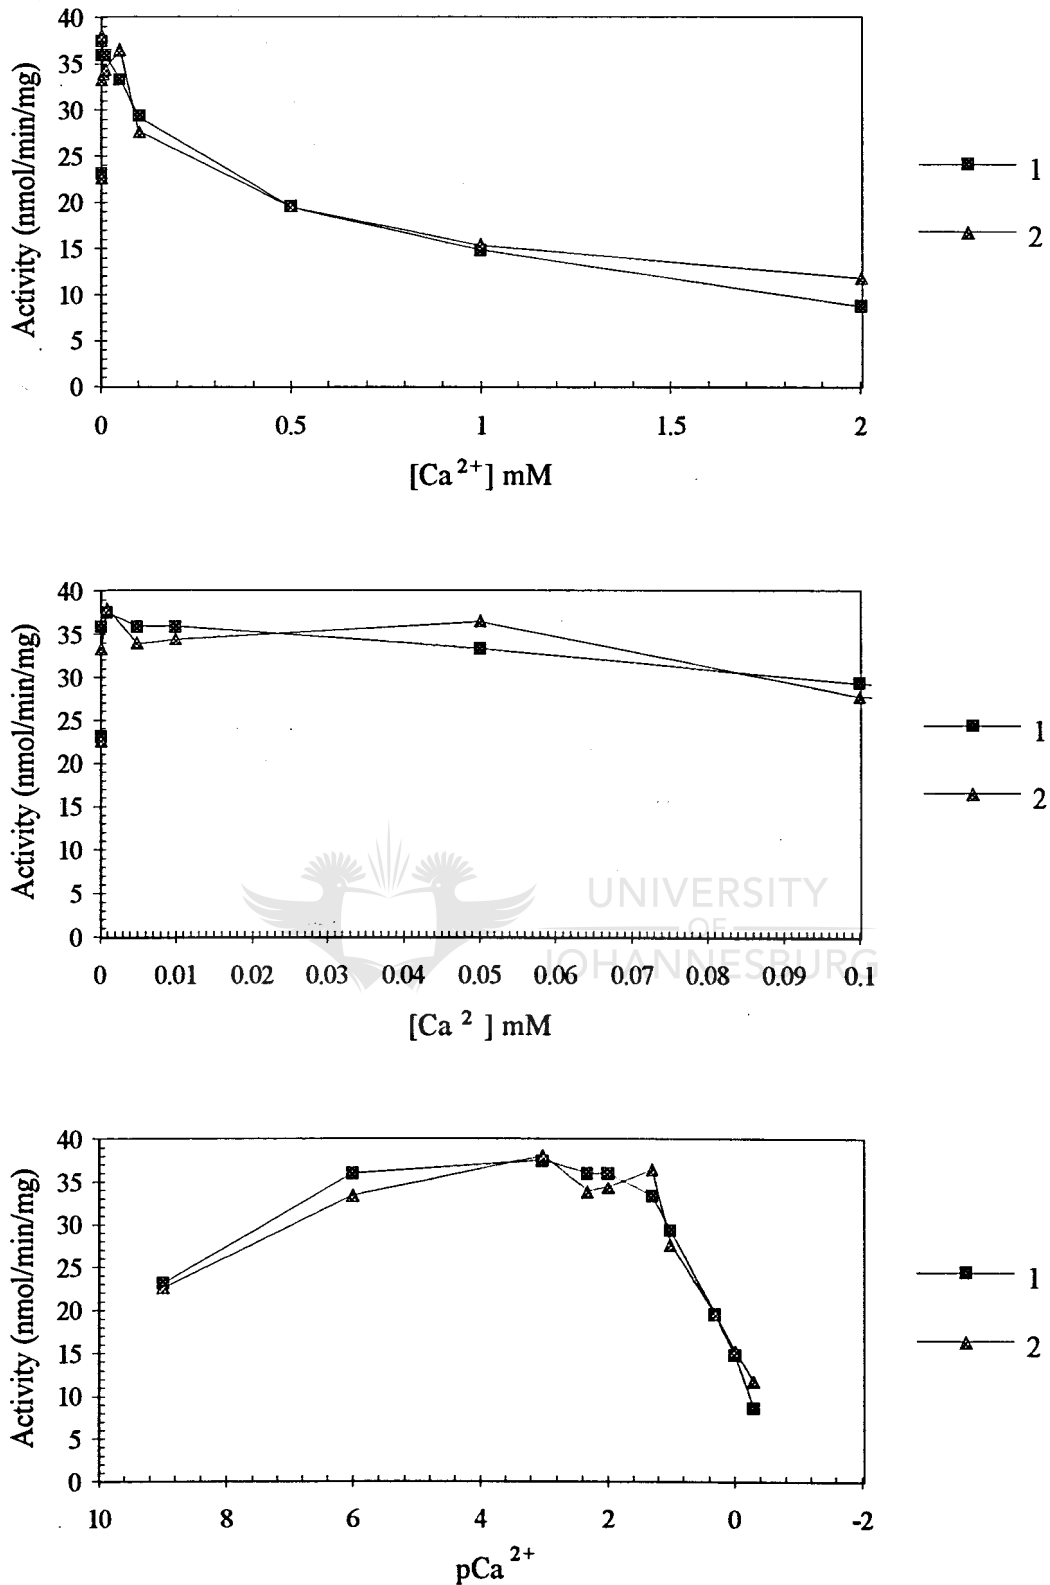 40
35
30
25
20
15
10
5
0
Activity (nmol/min/mg)
0 0.5 1 1.5 2
[Ca 2+] mM
1
2
40
35
30
25
20
15
10
5
0
Activity (nmol/min/mg)
0 0.01 0.02 0.03 0.04 0.05 0.06 0.07 0.08 0.09 0.1
[Ca 2 ] mM
1
2
UNIVERSITY
OF
JOHANNESBURG
40
35
30
25
20
15
10
5
0
Activity (nmol/min/mg)
10 8 6 4 2 0 -2
pCa 2+
1
2